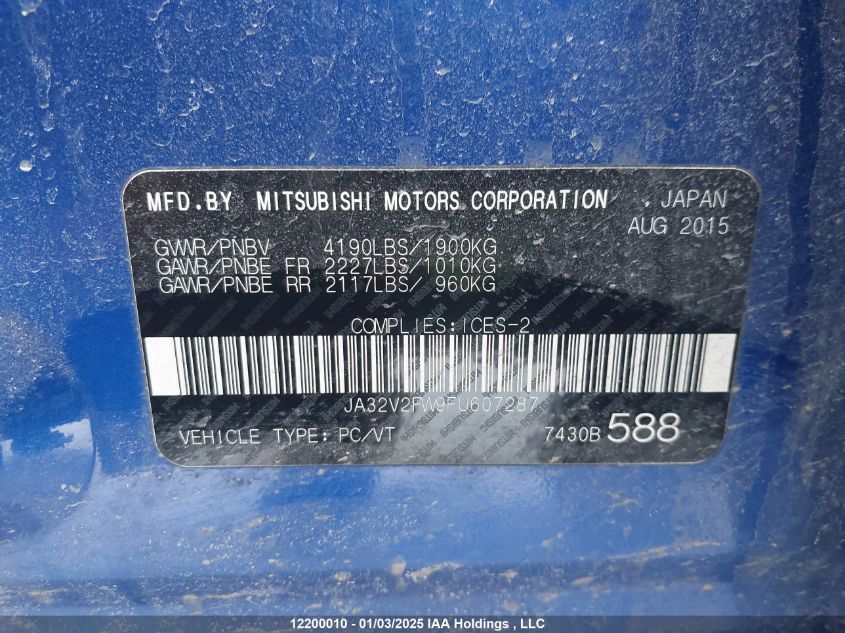 MFD.BY MITSUBISHI MOTORS CORPORATION , JAPAN
AUG 2015
GVWR/PNBV 4190LBS/1900KG
GAWR/PNBE FR 2227LBS/1010KG
GAWR/PNBE RR 2117LBS/ 960KG
COMPLIES:ICES-2
JA32V2FW9FU607287
VEHICLE TYPE:PC/VT 7430B 588
12200010 - 01/03/2025 IAA Holdings , LLC